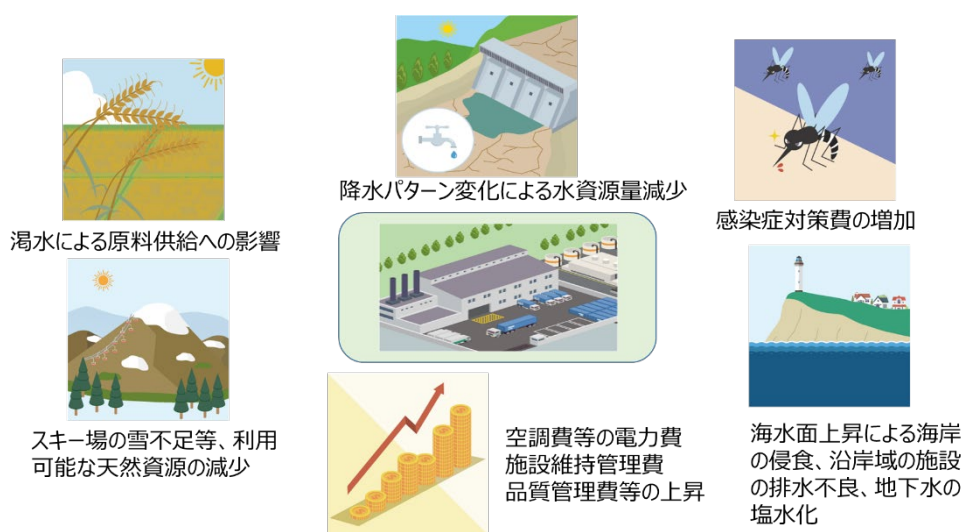 降水パターン変化による水資源量減少
渇水による原料供給への影響
感染症対策費の増加
スキー場の雪不足等、利用
可能な天然資源の減少
空調費等の電力費
施設維持管理費
品質管理費等の上昇
海水面上昇による海岸
の侵食、沿岸域の施設
の排水不良、地下水の
塩水化